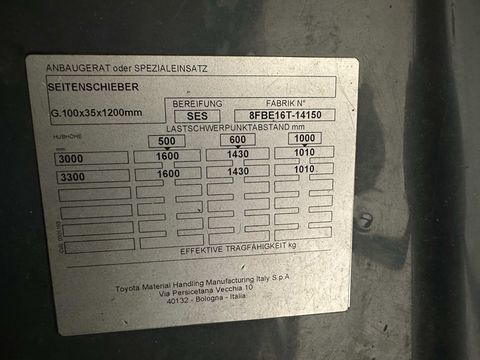 ANBAUGERÄT oder SPEZIALEINSATZ
SEITENSCHIEBER
G.100x35x1200mm
BEREIFUNG
FABRIK N°
SES
8FBE16T-14150
LASTSCHWERPUNKTABSTAND mm
HUBHÖHE
mm
500 600 1000
3000 1600 1430 1010
3300 1600 1430 1010
EFFEKTIVE TRAGFÄHIGKEIT kg
Toyota Material Handling Manufacturing Italy S.p.A
Via Persicetana Vecchia 10
40132 - Bologna - Italia